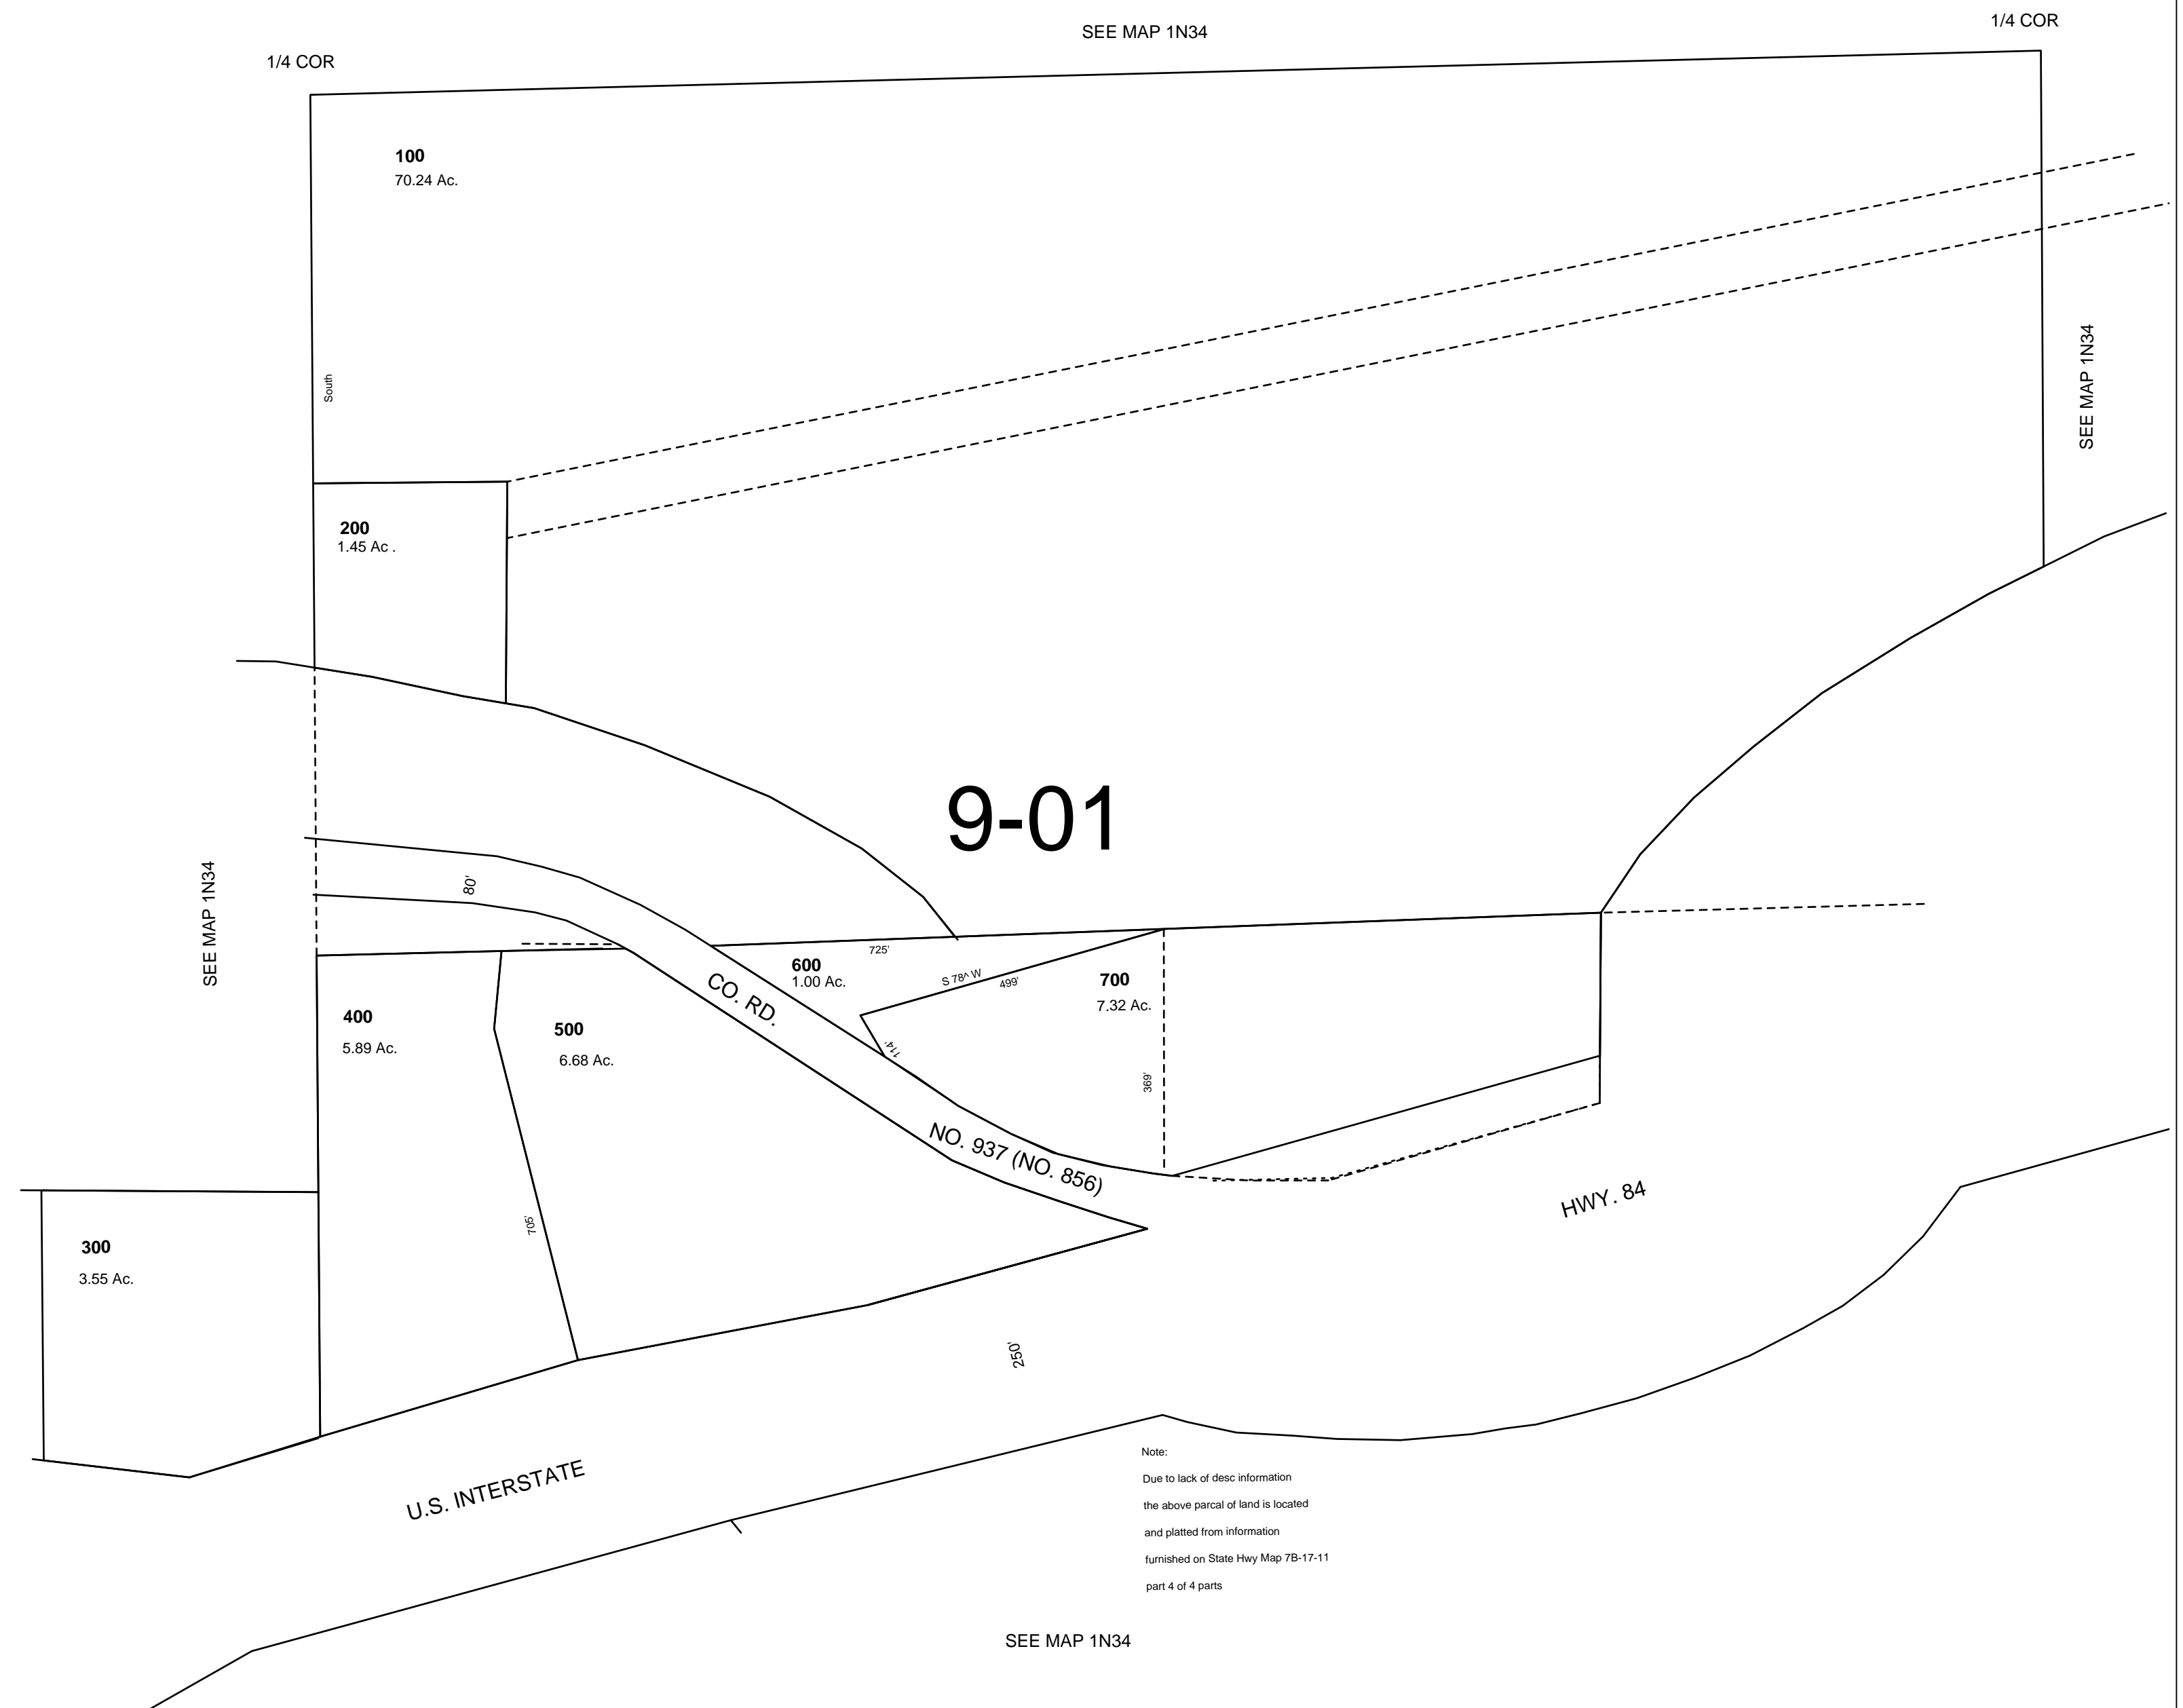 SEE MAP 1N34
1/4 COR
1/4 COR
100
70.24 Ac.
South
SEE MAP 1N34
200
1.45 Ac .
9-01
80'
SEE MAP 1N34
725'
600
1.00 Ac.
S 78^ W
499'
700
7.32 Ac.
CO. RD.
400
5.89 Ac.
500
6.68 Ac.
114'
369'
NO. 937 (NO. 856)
HWY. 84
705'
300
3.55 Ac.
250'
U.S. INTERSTATE
Note:
Due to lack of desc information
the above parcal of land is located
and platted from information
furnished on State Hwy Map 7B-17-11
part 4 of 4 parts
SEE MAP 1N34